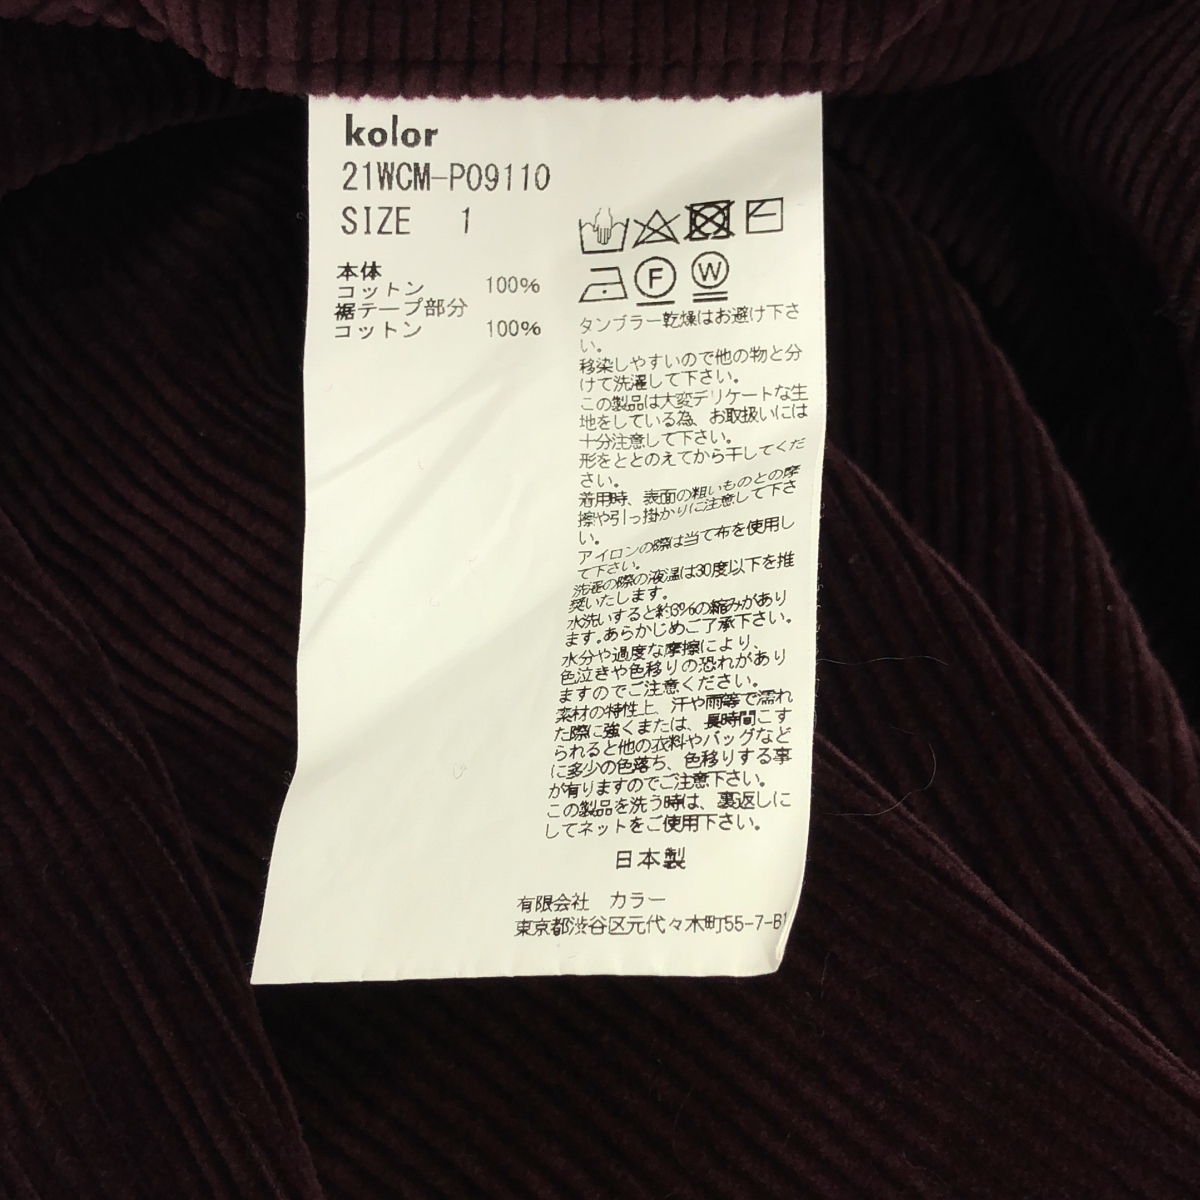 kolor
21WCM-P09110
SIZE 1
本体
コットン 100%
裾テープ部分
コットン 100%
F
W
タンブラー乾燥はお避け下さ
い。
移染しやすいので他の物と分
けて洗濯して下さい。
この製品は大変デリケートな生
地をしている為、お取扱いには
十分注意して下さい。
形をととのえてから干してくだ
さい。
着用時、表面の粗いものとの摩
擦や引っ掛かりに注意して下さ
い。
アイロンの際は当て布を使用し
て下さい。
洗濯の際の液温は30度以下を推
奨いたします。
水洗いすると約3%の縮みがあり
ます。あらかじめご了承下さい。
水分や過度な摩擦により、
色泣きや色移りの恐れがあり
ますのでご注意ください。
素材の特性上、汗や雨等で濡れ
た際に強くまたは、長時間こす
られると他の衣料やバッグなど
に多少の色落ち、色移りする事
が有りますのでご注意下さい。
この製品を洗う時は、裏返しに
してネットをご使用下さい。
日本製
有限会社 カラー
東京都渋谷区元代々木町55-7-B1